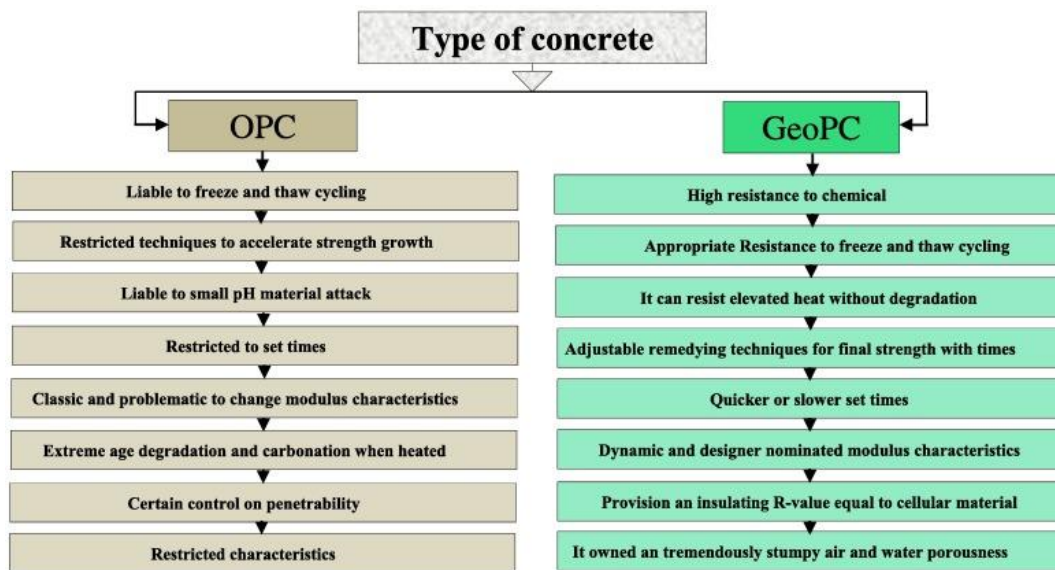 Type of concrete
OPC
Liable to freeze and thaw cycling
Restricted techniques to accelerate strength growth
Liable to small pH material attack
Restricted to set times
Classic and problematic to change modulus characteristics
Extreme age degradation and carbonation when heated
Certain control on penetrability
Restricted characteristics
GeoPC
High resistance to chemical
Appropriate Resistance to freeze and thaw cycling
It can resist elevated heat without degradation
Adjustable remedying techniques for final strength with times
Quicker or slower set times
Dynamic and designer nominated modulus characteristics
Provision an insulating R-value equal to cellular material
It owned an tremendously stumpy air and water porousness